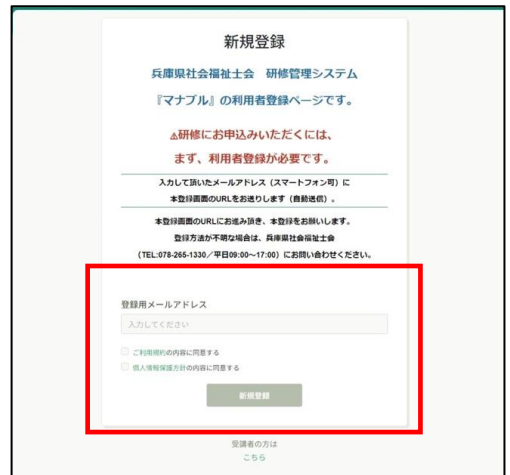 新規登録
兵庫県社会福祉士会 研修管理システム
『マナブル』の利用者登録ページです。
⚠研修にお申込みいただくには、
まず、利用者登録が必要です。
入力して頂いたメールアドレス（スマートフォン可）に
本登録画面のURLをお送りします（自動送信）。
本登録画面のURLにお進み頂き、本登録をお願いします。
登録方法が不明な場合は、兵庫県社会福祉士会
（TEL:078-265-1330／平日09:00～17:00）にお問い合わせください。
登録用メールアドレス
入力してください
ご利用規約の内容に同意する
個人情報保護方針の内容に同意する
新規登録
受講者の方は
こちら